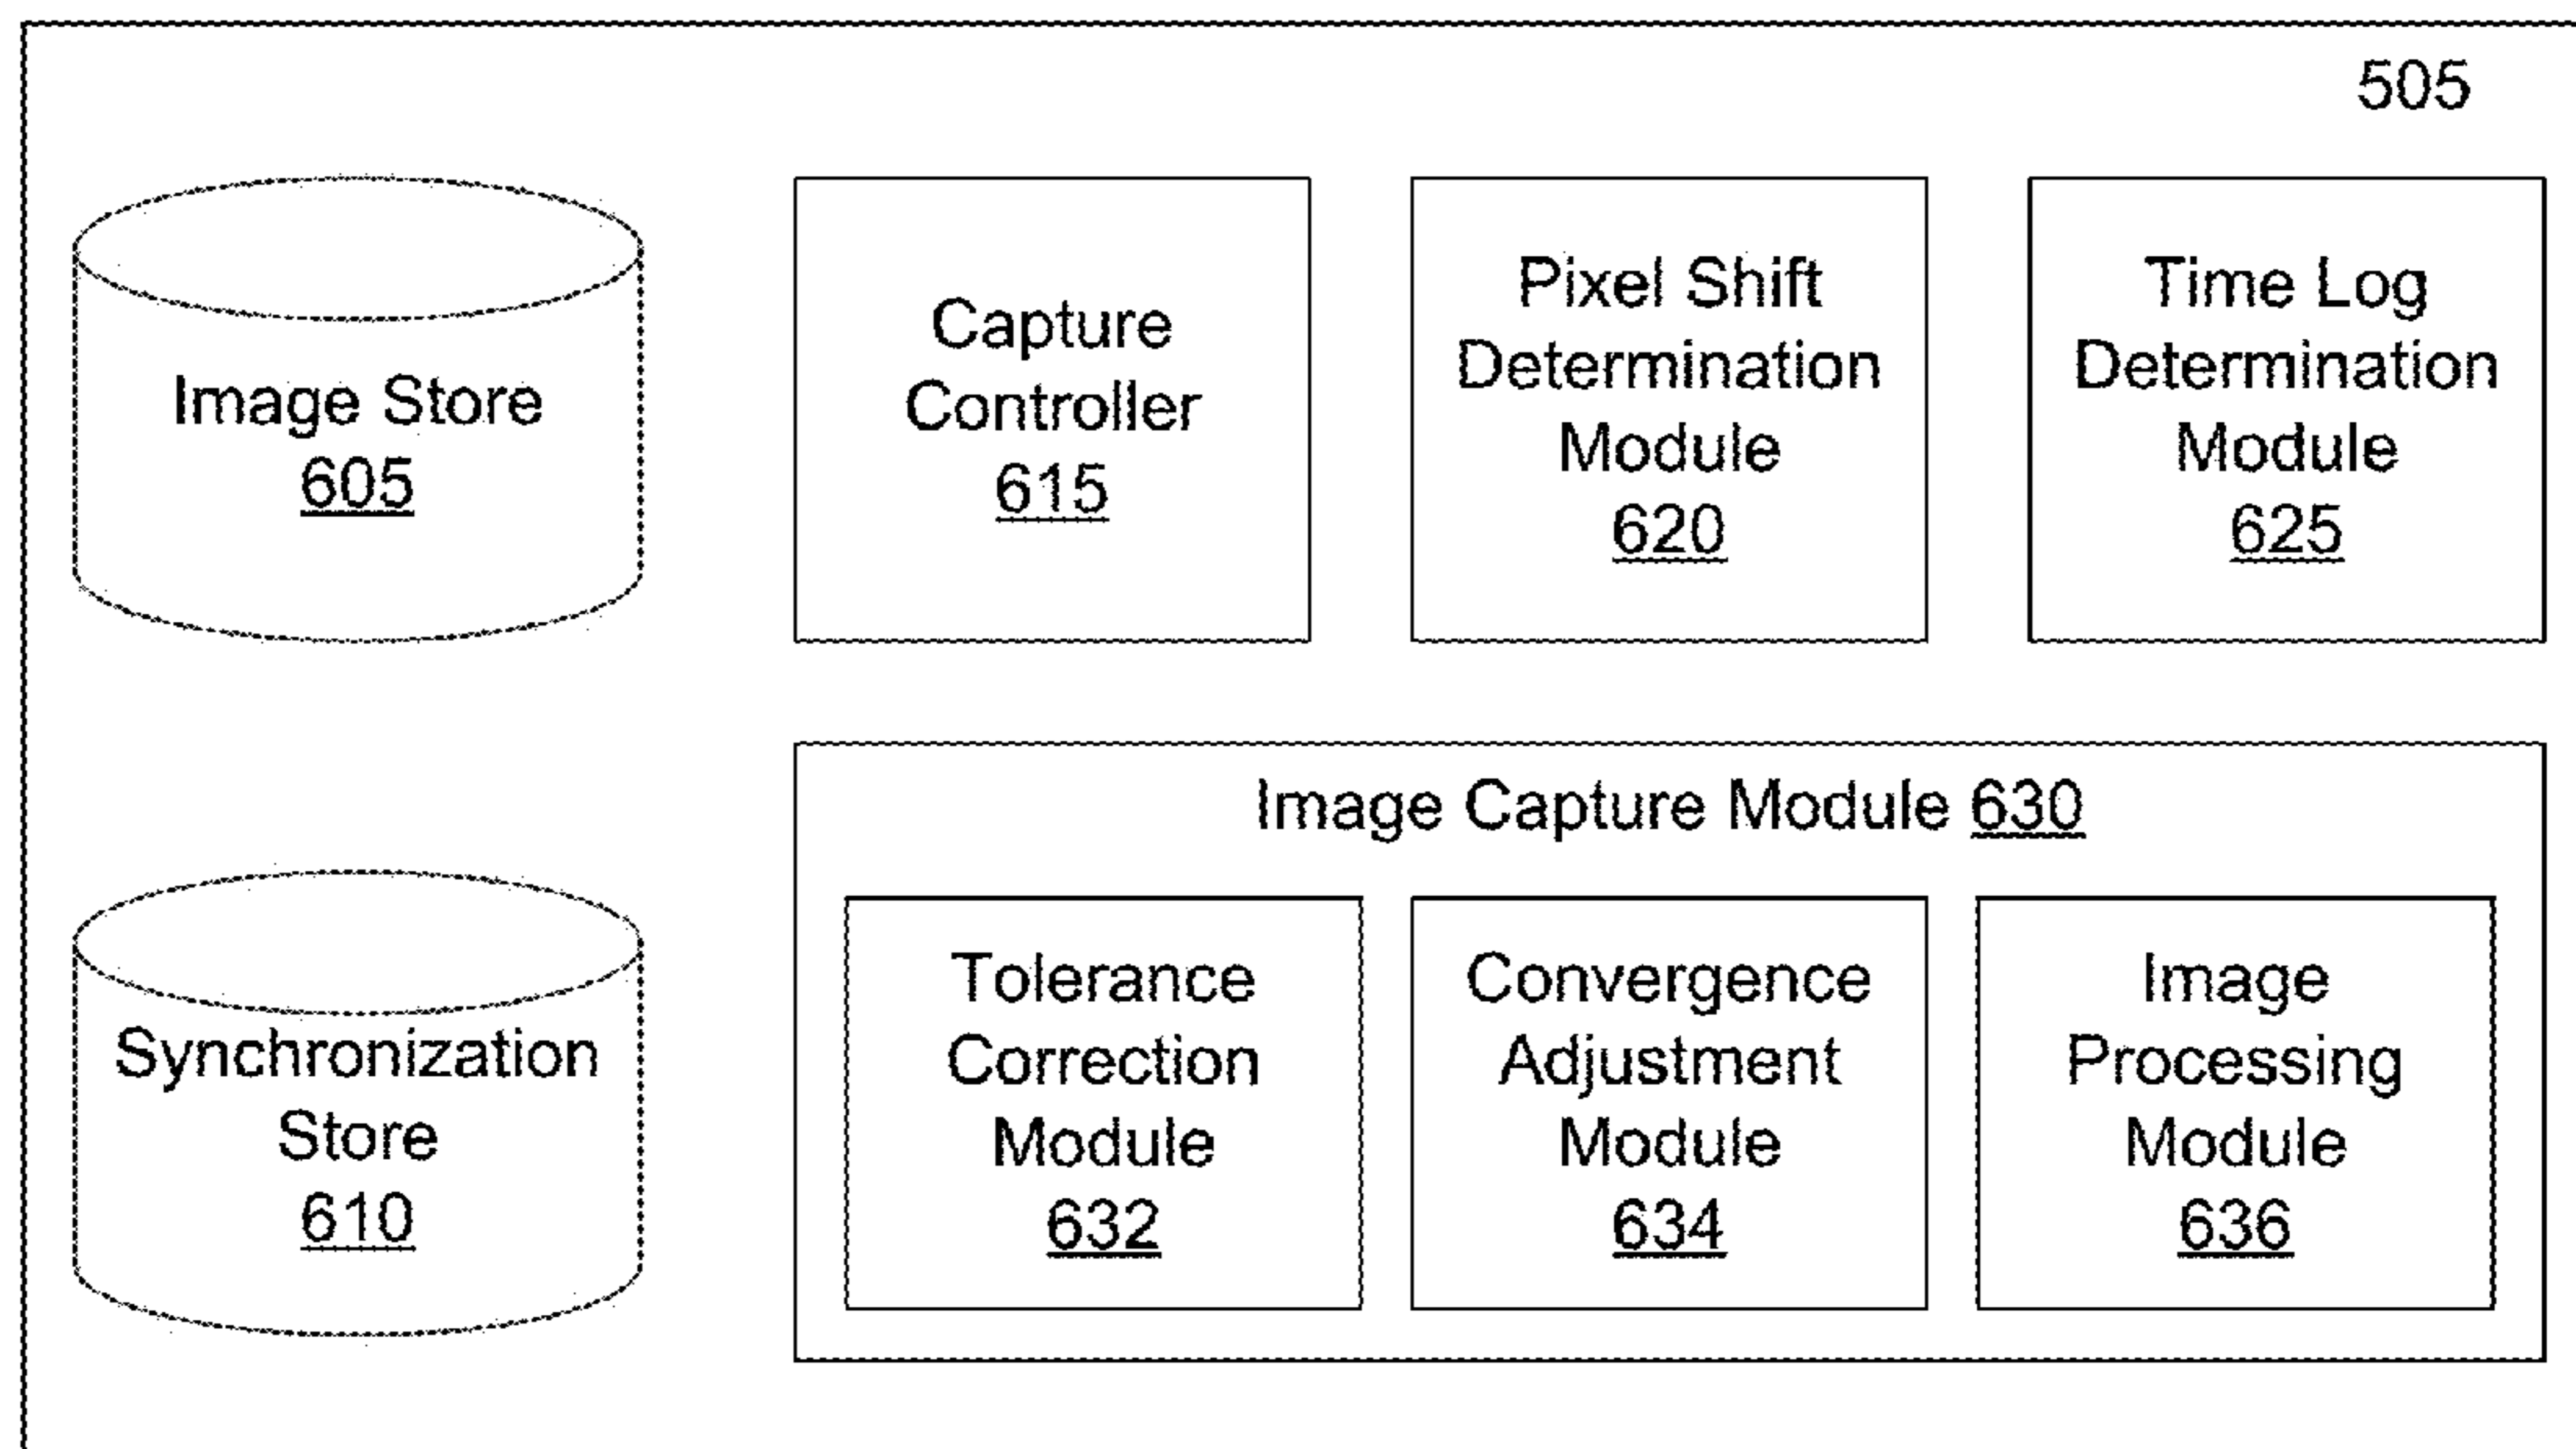 505
Image Store
605
Capture
Controller
615
Pixel Shift
Determination
Module
620
Time Log
Determination
Module
625
Synchronization
Store
610
Image Capture Module 630
Tolerance
Correction
Module
632
Convergence
Adjustment
Module
634
Image
Processing
Module
636